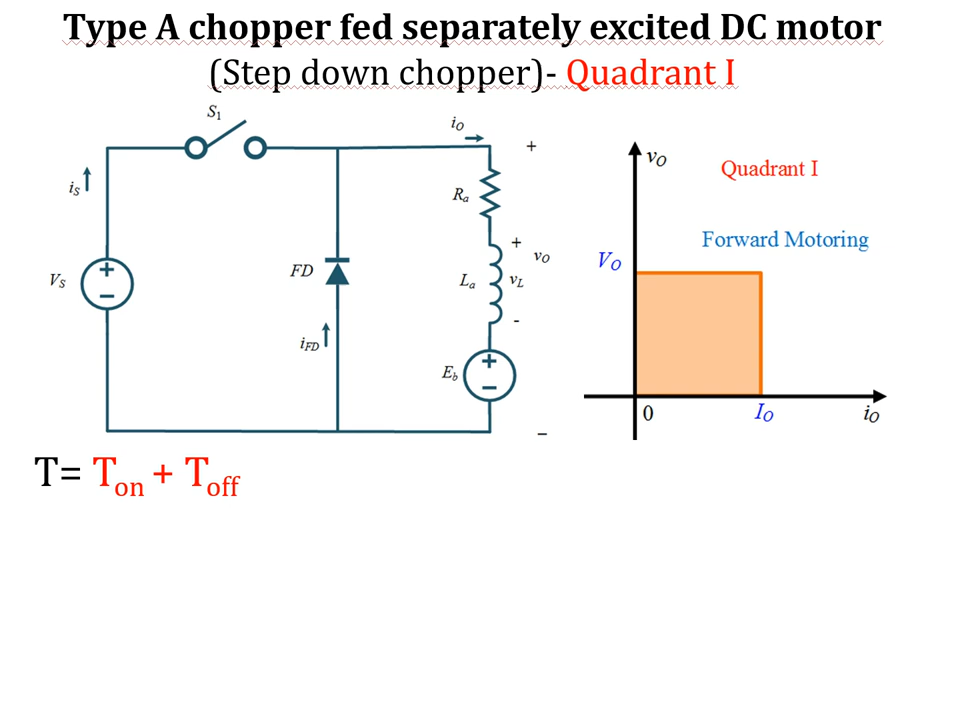 Type A chopper fed separately excited DC motor
(Step down chopper)- Quadrant I
S1
iO
+
vO
Quadrant I
iS
Ra
Forward Motoring
+
vO
VO
VS
+
−
FD
La
vL
-
iFD
Eb
+
−
0
IO
iO
−
T= Ton + Toff